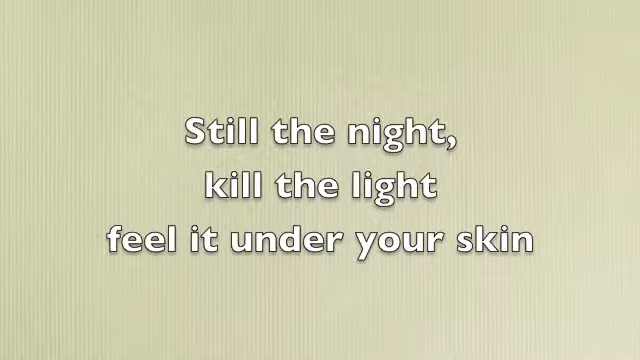 Still the night,
kill the light
feel it under your skin